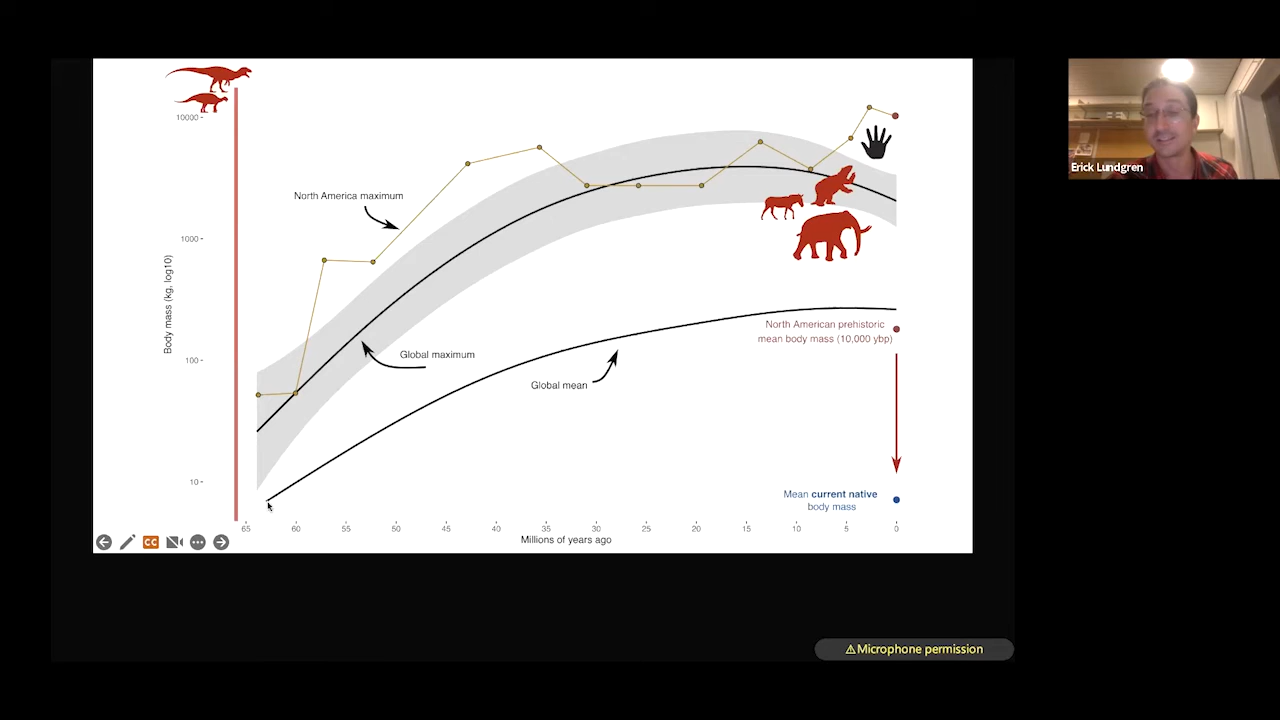 Erick Lundgren
10000
1000
100
10
Body mass (kg, log10)
North America maximum
Global maximum
Global mean
North American prehistoric
mean body mass (10,000 ybp)
Mean current native
body mass
65 60 55 50 45 40 35 30 25 20 15 10 5 0
Millions of years ago
CC
⚠Microphone permission